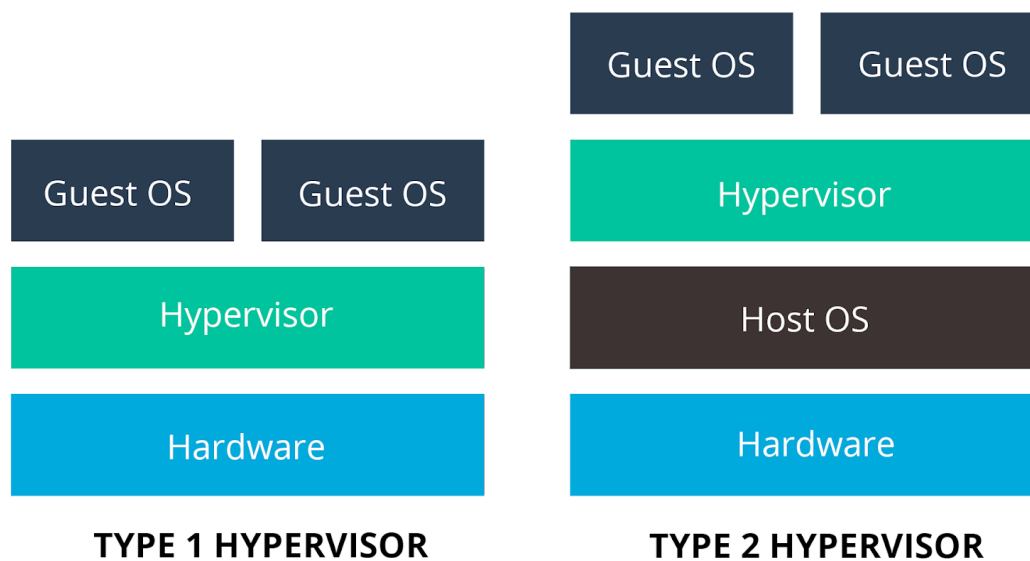 Guest OS
Guest OS
Hypervisor
Hardware
TYPE 1 HYPERVISOR
Guest OS
Guest OS
Hypervisor
Host OS
Hardware
TYPE 2 HYPERVISOR